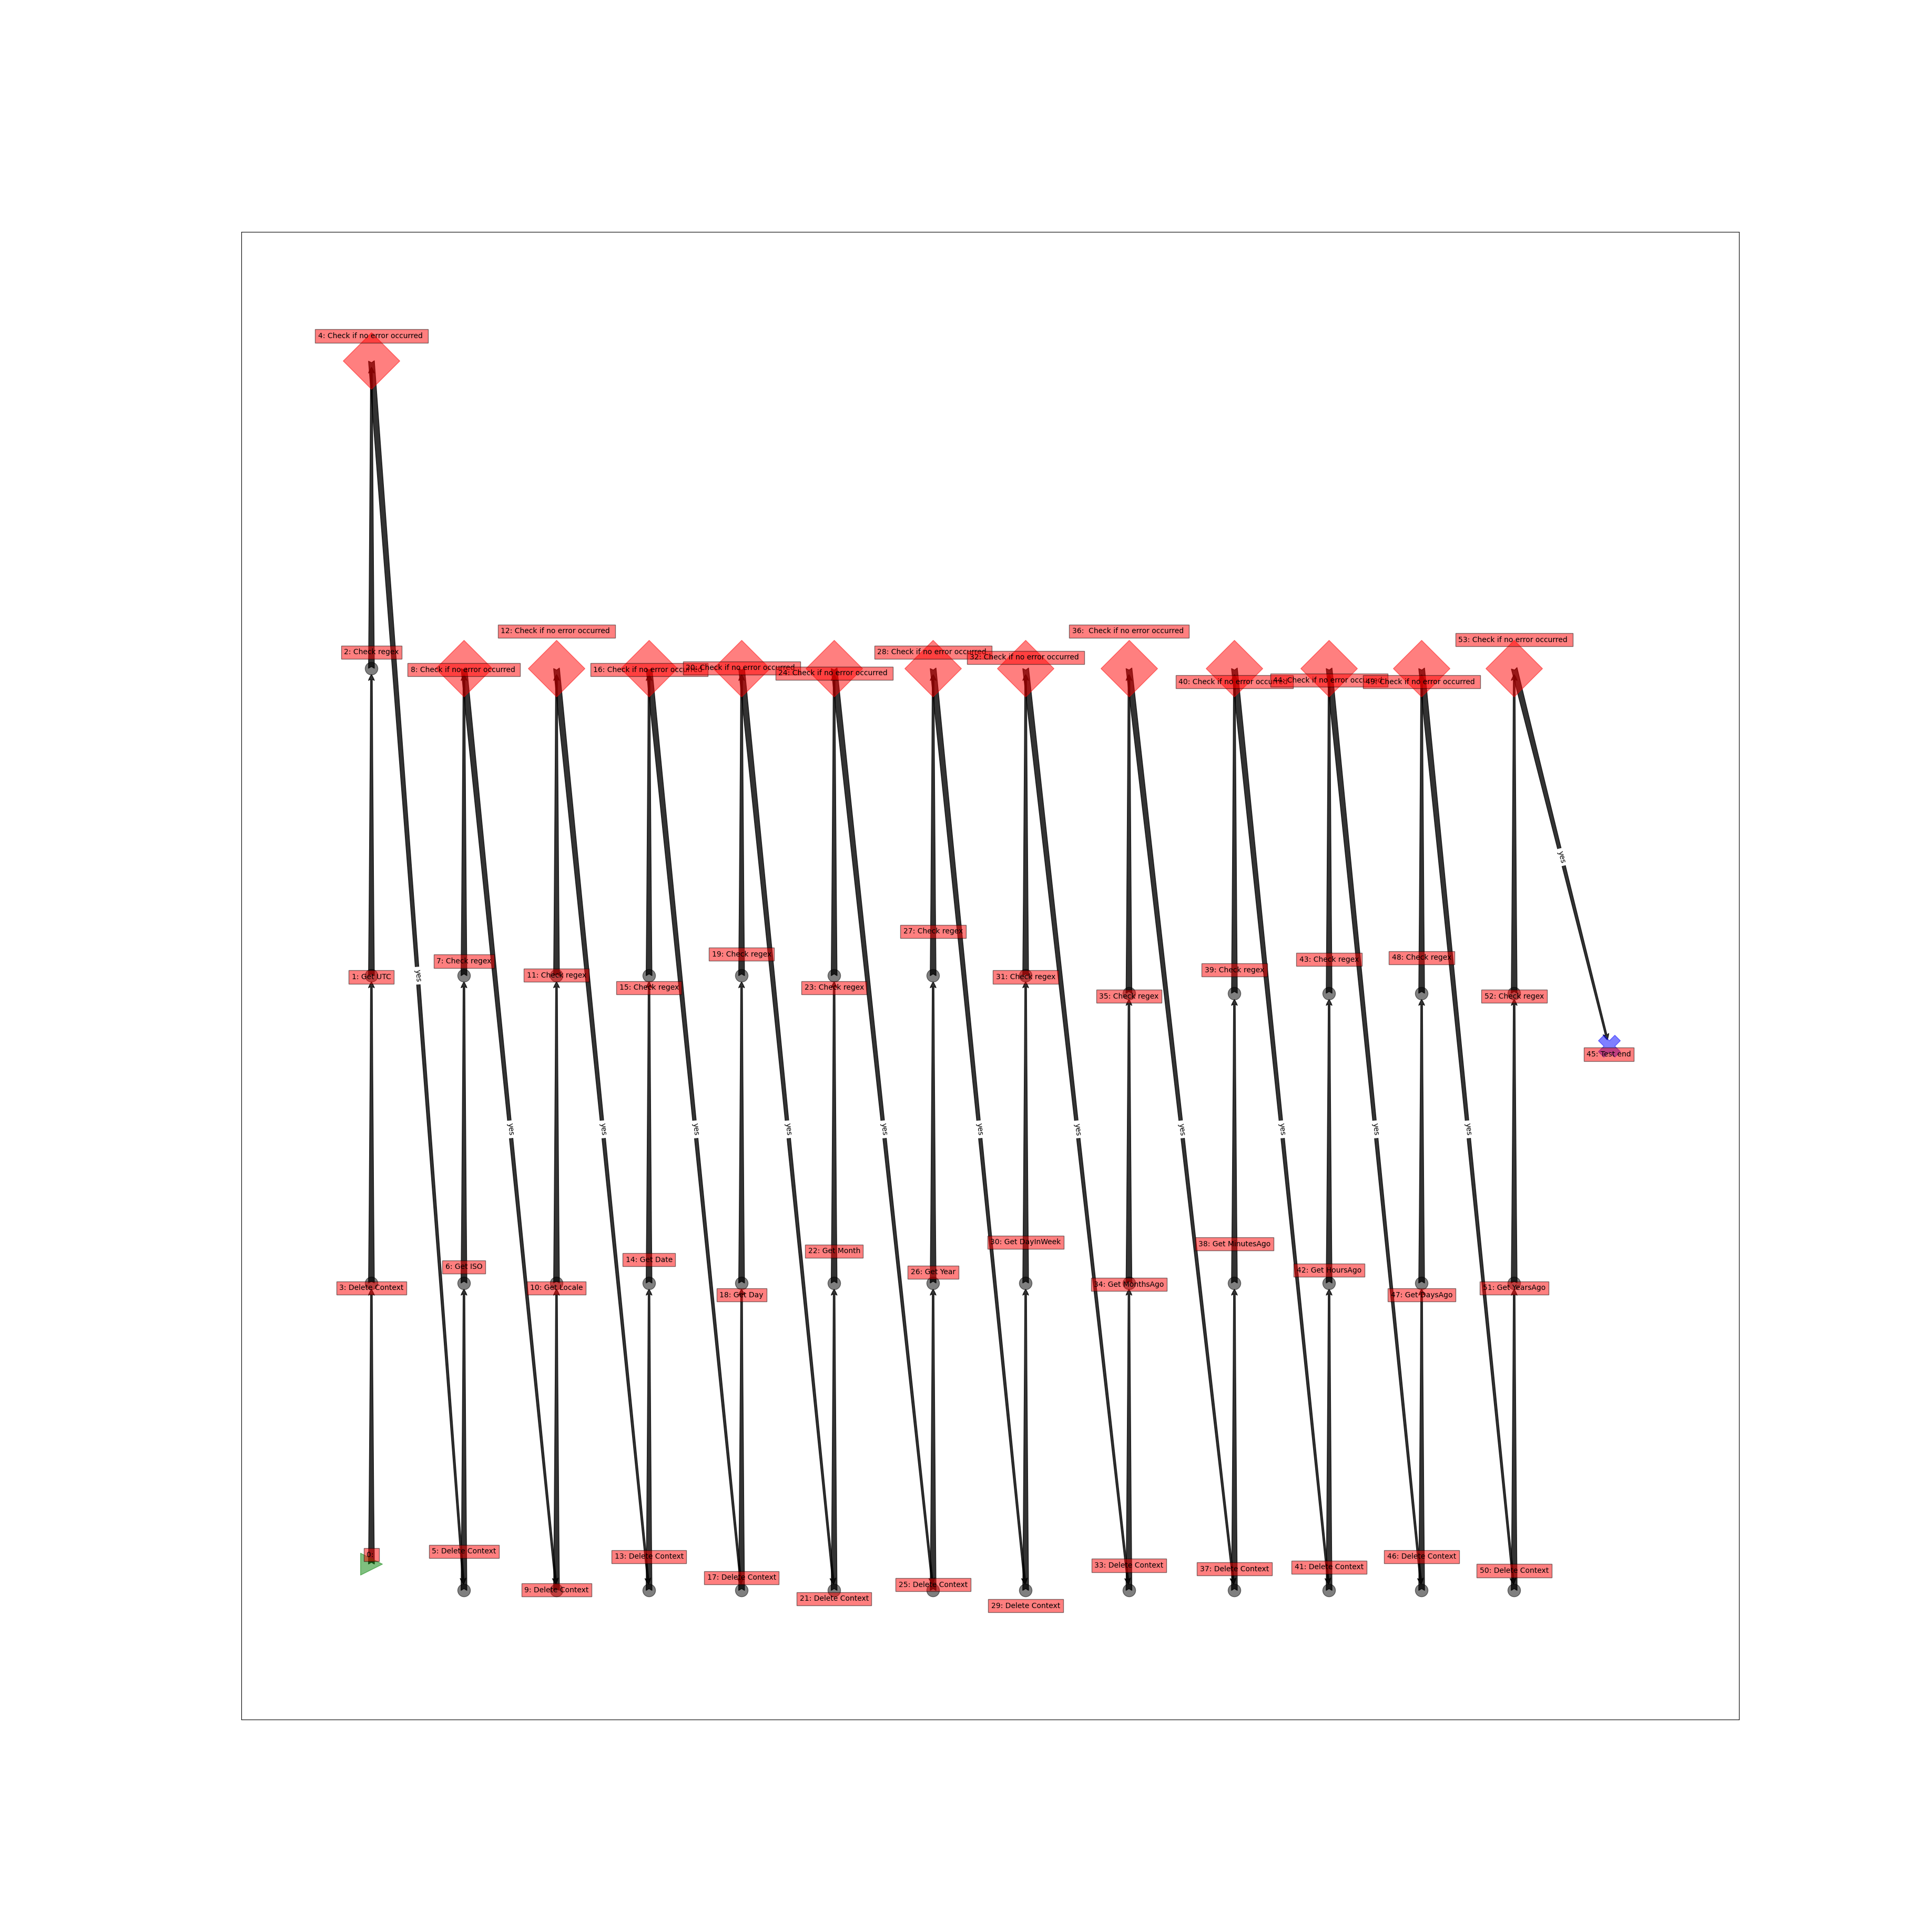 4: Check if no error occurred
12: Check if no error occurred
36:  Check if no error occurred
53: Check if no error occurred
2: Check regex
28: Check if no error occurred
32: Check if no error occurred
8: Check if no error occurred
16: Check if no error occurred
20: Check if no error occurred
24: Check if no error occurred
40: Check if no error occurred
44: Check if no error occurred
49: Check if no error occurred
yes
27: Check regex
19: Check regex
7: Check regex
43: Check regex
48: Check regex
39: Check regex
1: Get UTC
yes
11: Check regex
31: Check regex
15: Check regex
23: Check regex
35: Check regex
52: Check regex
45: Test end
yes
yes
yes
yes
yes
yes
yes
yes
yes
yes
yes
30: Get DayInWeek
38: Get MinutesAgo
22: Get Month
14: Get Date
6: Get ISO
26: Get Year
42: Get HoursAgo
3: Delete Context
10: Get Locale
18: Get Day
34: Get MonthsAgo
47: Get DaysAgo
51: Get YearsAgo
0:
5: Delete Context
13: Delete Context
46: Delete Context
33: Delete Context
41: Delete Context
37: Delete Context
50: Delete Context
17: Delete Context
25: Delete Context
9: Delete Context
21: Delete Context
29: Delete Context